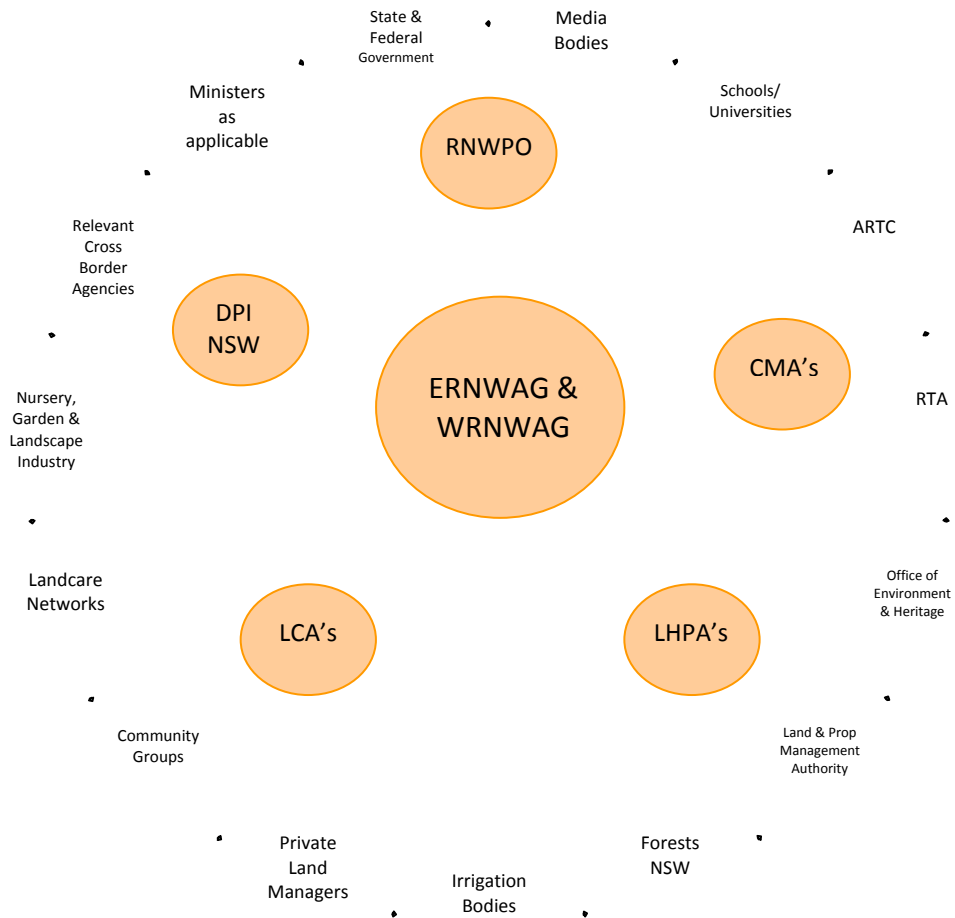 State &
Federal
Government
Media
Bodies
Ministers
as
applicable
Schools/
Universities
RNWPO
Relevant
Cross
Border
Agencies
ARTC
DPI
NSW
ERNWAG &
WRNWAG
CMA's
Nursery,
Garden &
Landscape
Industry
RTA
Landcare
Networks
Office of
Environment
& Heritage
LCA's
LHPA's
Community
Groups
Land & Prop
Management
Authority
Private
Land
Managers
Irrigation
Bodies
Forests
NSW